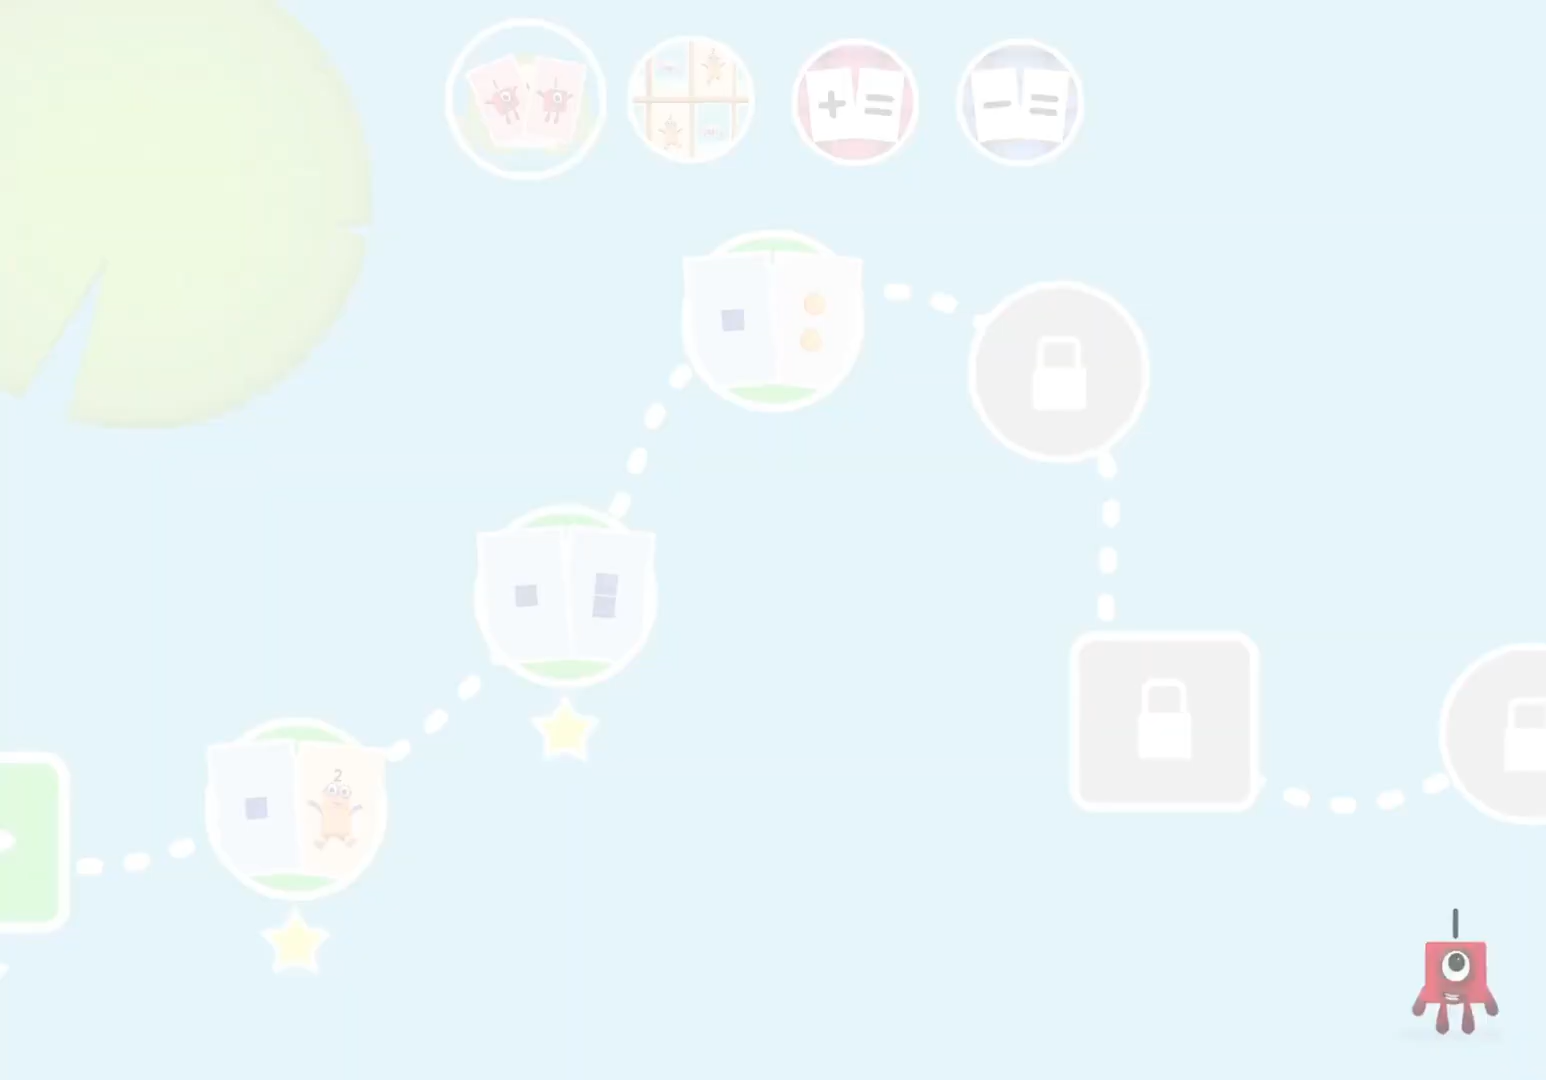 + =
- =
2